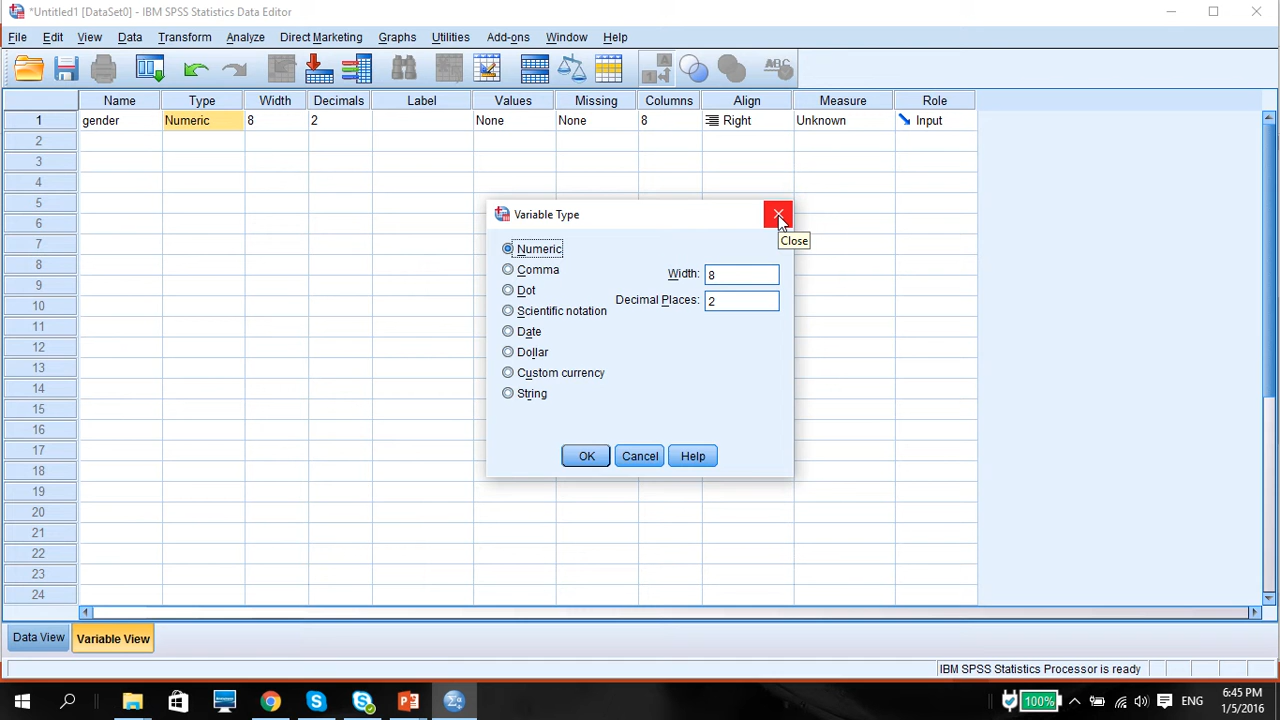 *Untitled1 [DataSet0] - IBM SPSS Statistics Data Editor
File Edit View Data Transform Analyze Direct Marketing Graphs Utilities Add-ons Window Help
Name Type Width Decimals Label Values Missing Columns Align Measure Role
1 gender Numeric 8 2 None None 8 Right Unknown Input
2
3
4
5
6
7
8
9
10
11
12
13
14
15
16
17
18
19
20
21
22
23
24
Variable Type
Close
Numeric
Comma
Dot
Scientific notation
Date
Dollar
Custom currency
String
Width: 8
Decimal Places: 2
OK Cancel Help
Data View Variable View
IBM SPSS Statistics Processor is ready
100% ENG 6:45 PM
1/5/2016